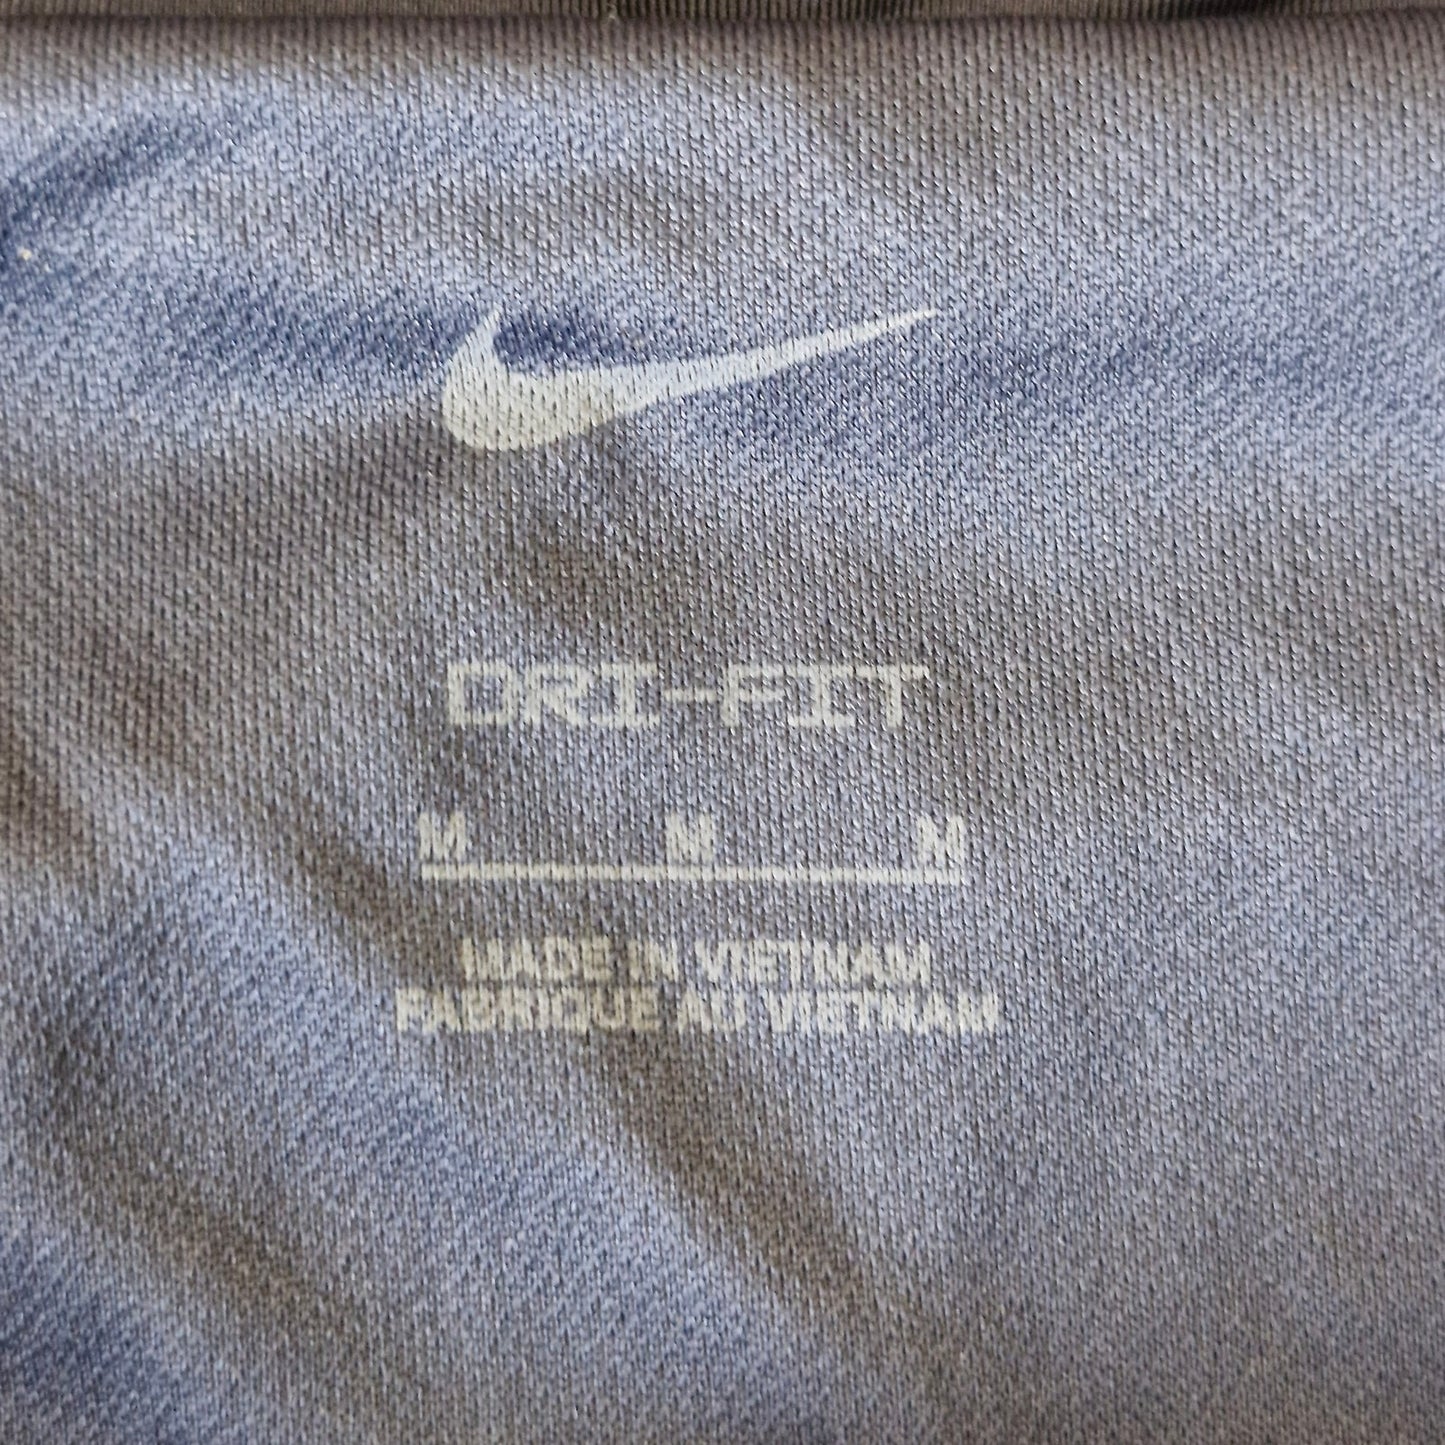 DRI-FIT
M M M
MADE IN VIETNAM
FABRIQUE AU VIETNAM